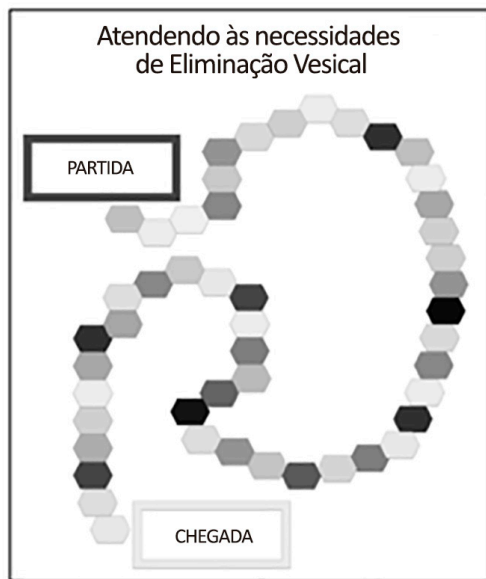 Atendendo às necessidades
de Eliminação Vesical
PARTIDA
CHEGADA